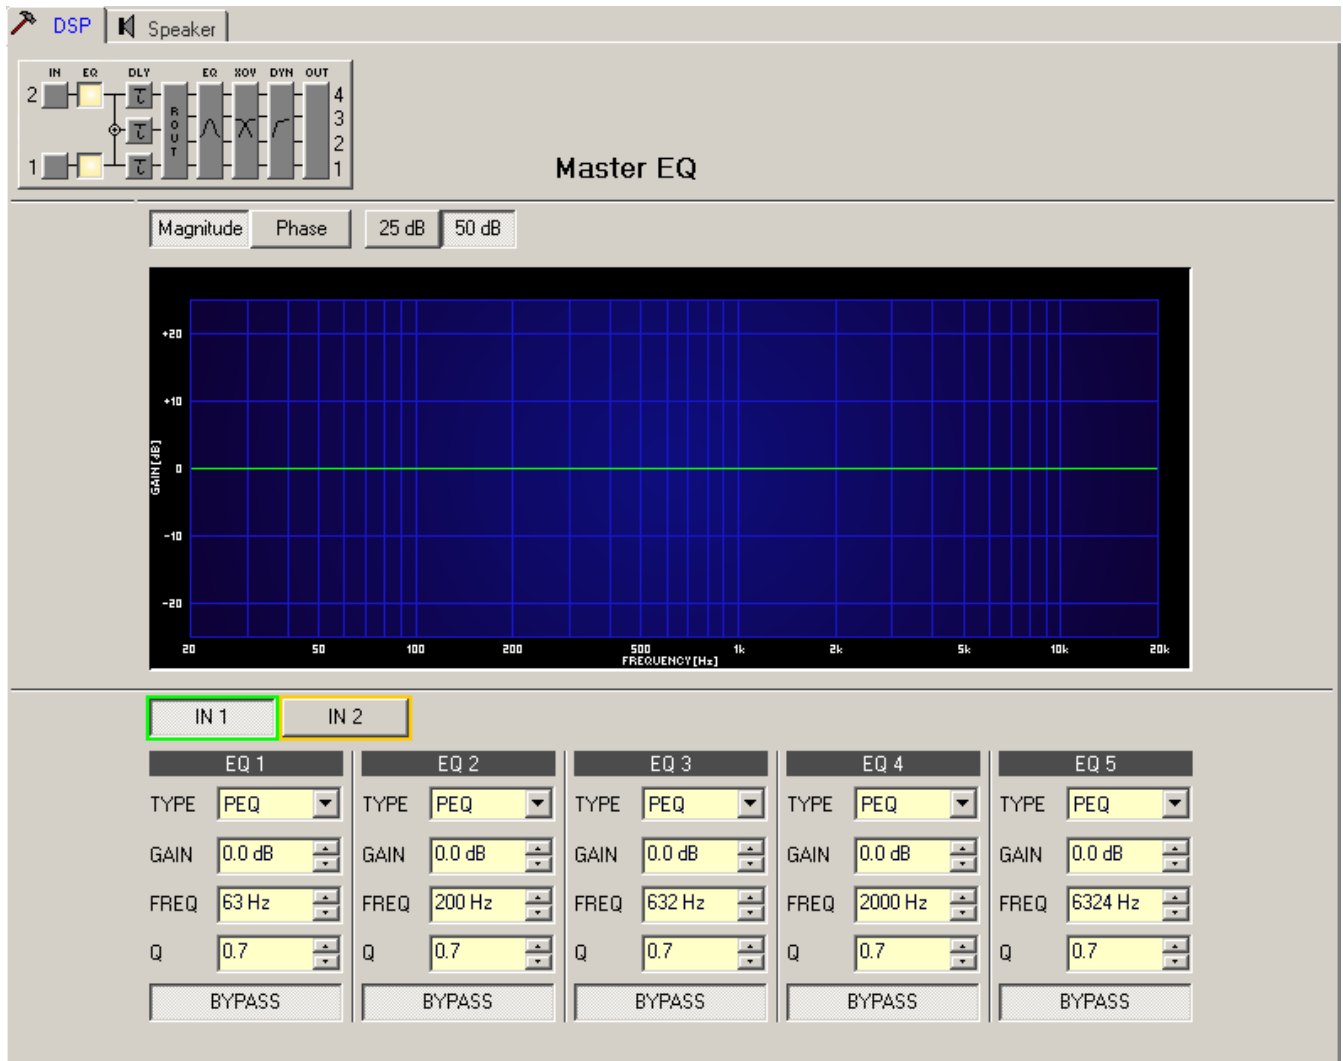 DSP Speaker
IN EQ DLY EQ XOV DYN OUT
2 4
ROUT
3
2
1 1
Master EQ
Magnitude Phase 25 dB 50 dB
+20
+10
GAIN[dB]
0
-10
-20
20 50 100 200 500 1k 2k 5k 10k 20k
FREQUENCY[Hz]
IN 1 IN 2
EQ 1 EQ 2 EQ 3 EQ 4 EQ 5
TYPE PEQ TYPE PEQ TYPE PEQ TYPE PEQ TYPE PEQ
GAIN 0.0 dB GAIN 0.0 dB GAIN 0.0 dB GAIN 0.0 dB GAIN 0.0 dB
FREQ 63 Hz FREQ 200 Hz FREQ 632 Hz FREQ 2000 Hz FREQ 6324 Hz
Q 0.7 Q 0.7 Q 0.7 Q 0.7 Q 0.7
BYPASS BYPASS BYPASS BYPASS BYPASS